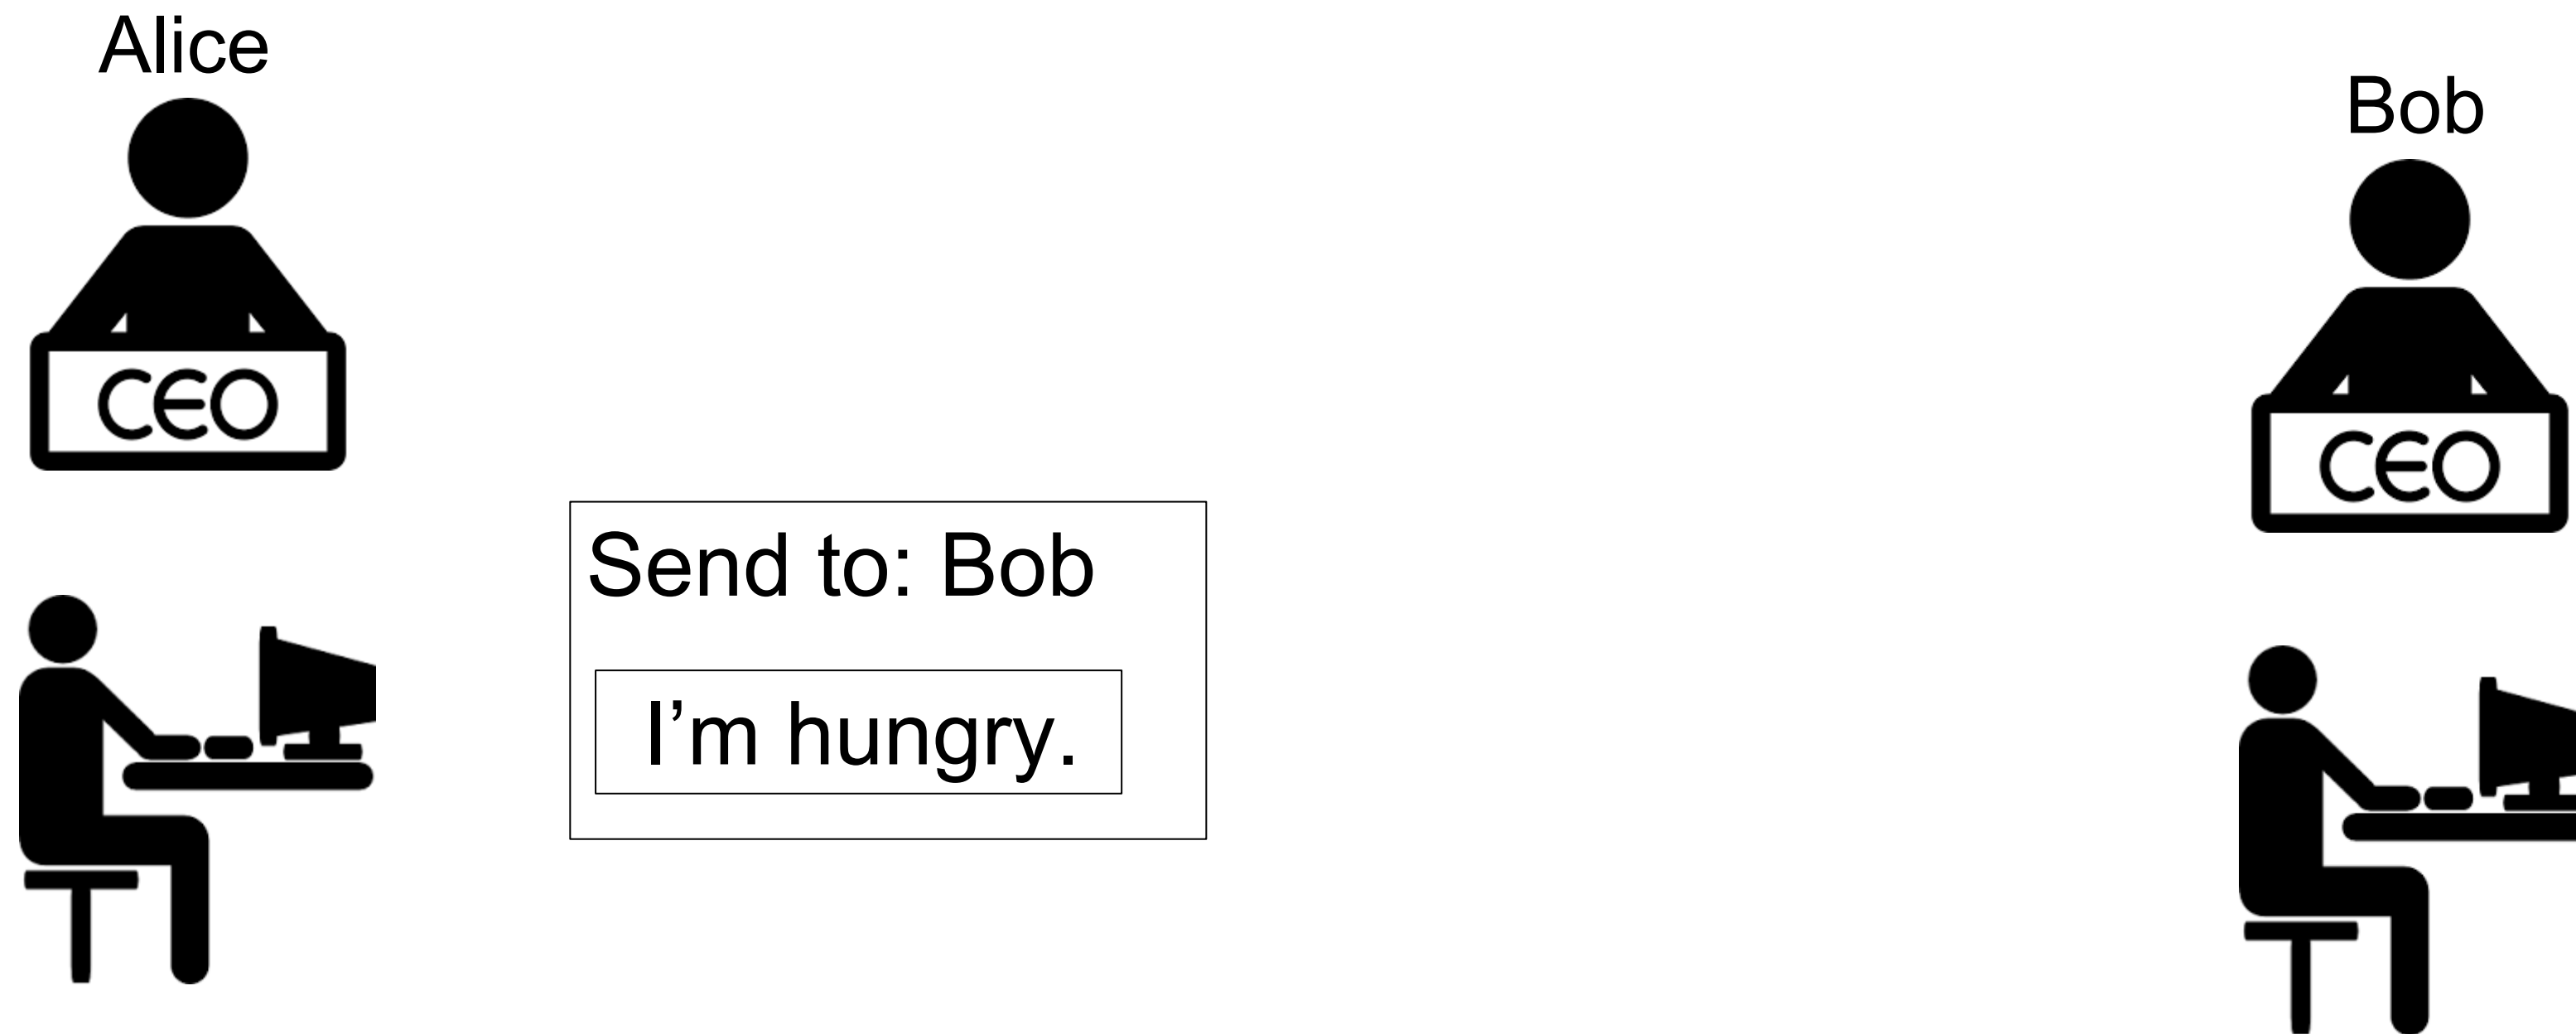 Alice
CEO
Send to: Bob
I’m hungry.
Bob
CEO